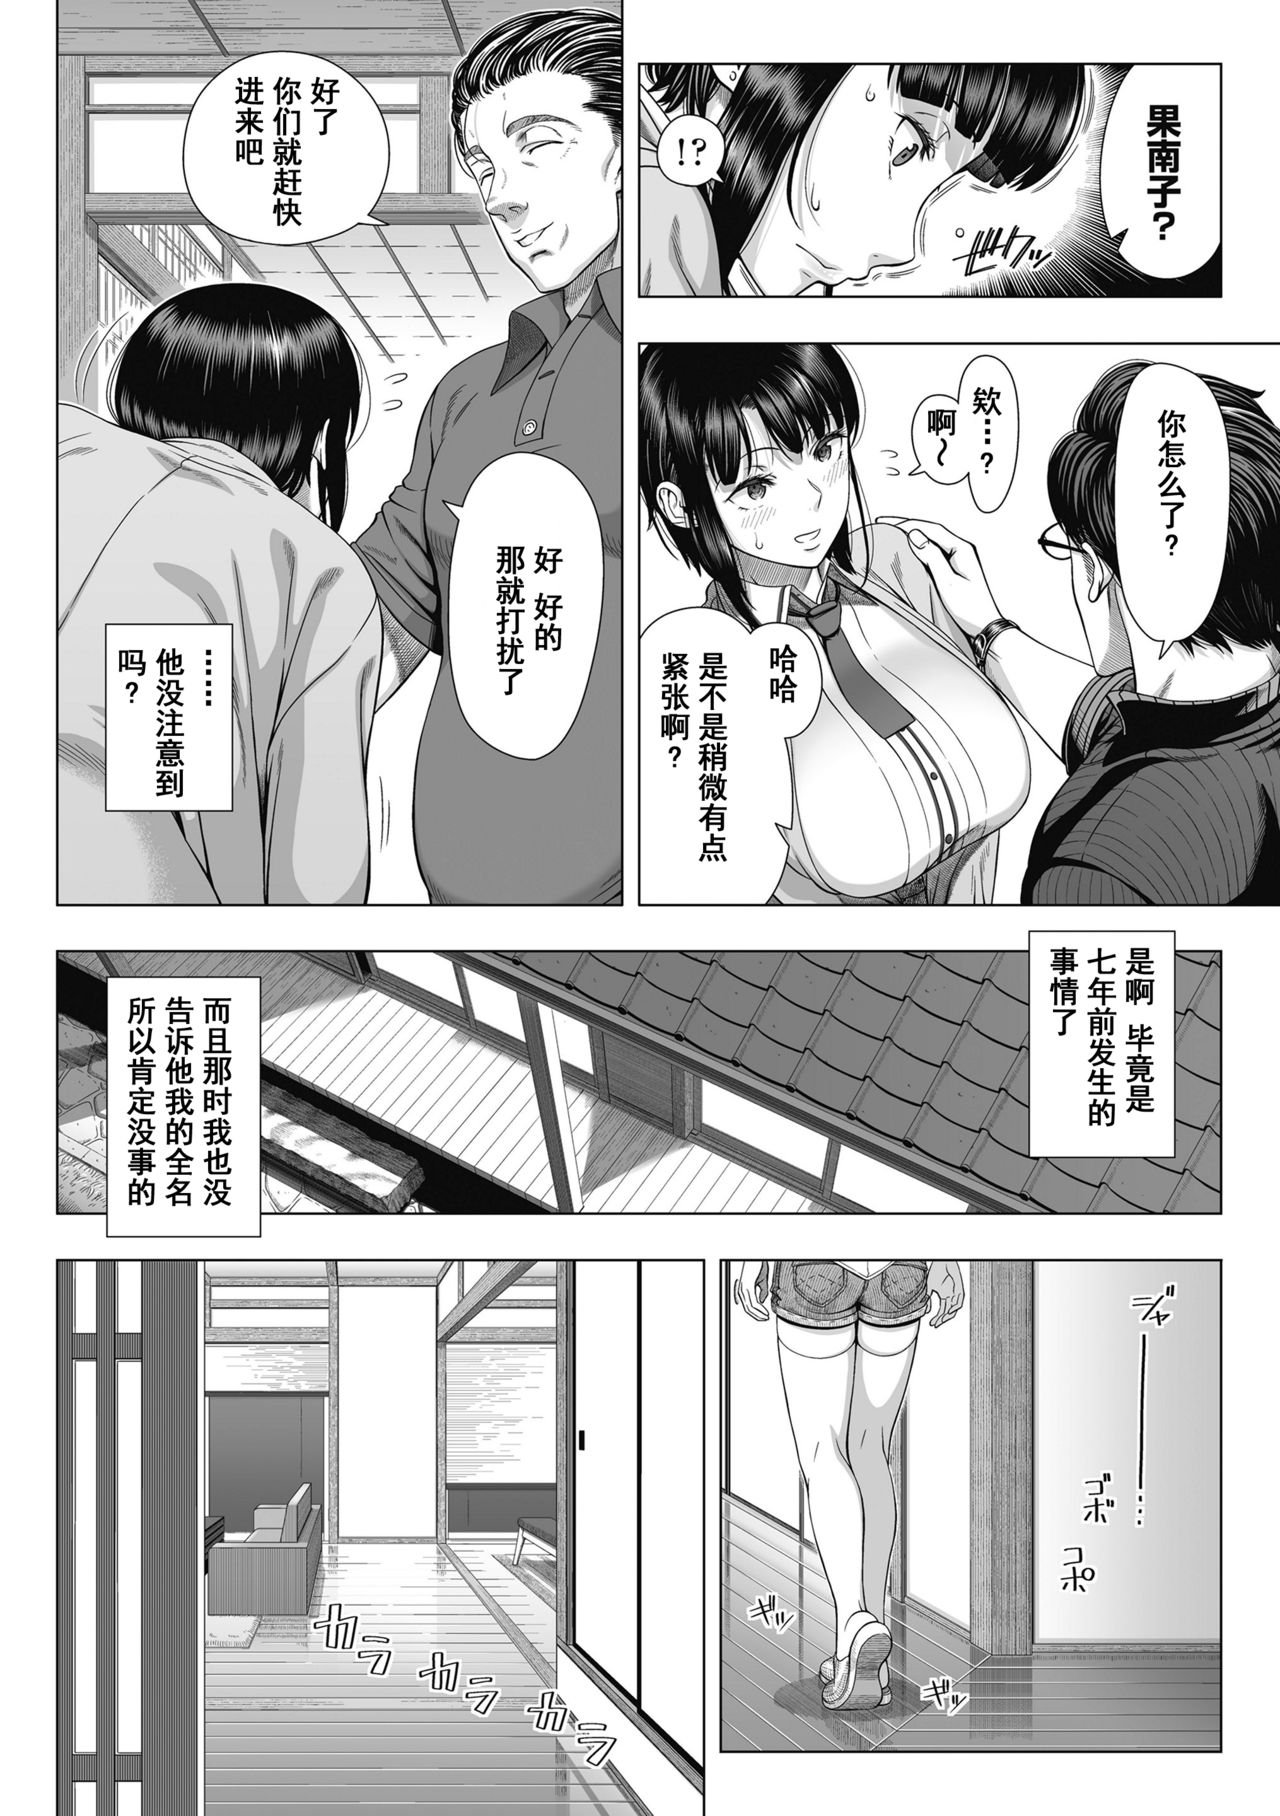 果南子?
!?
ゾクッ
你怎么了?
欸…?
啊～
哈哈
是不是稍微有点
紧张啊?
好了
你们就赶快
进来吧
好 好的
那就打扰了
……
他没注意到
吗?
是啊 毕竟是
七年前发生的
事情了
而且那时我也没
告诉他我的全名
所以肯定没事的
ジャ―――…
ゴボ
コポ
ギッ
ギッ
カラ
カラ
カラ